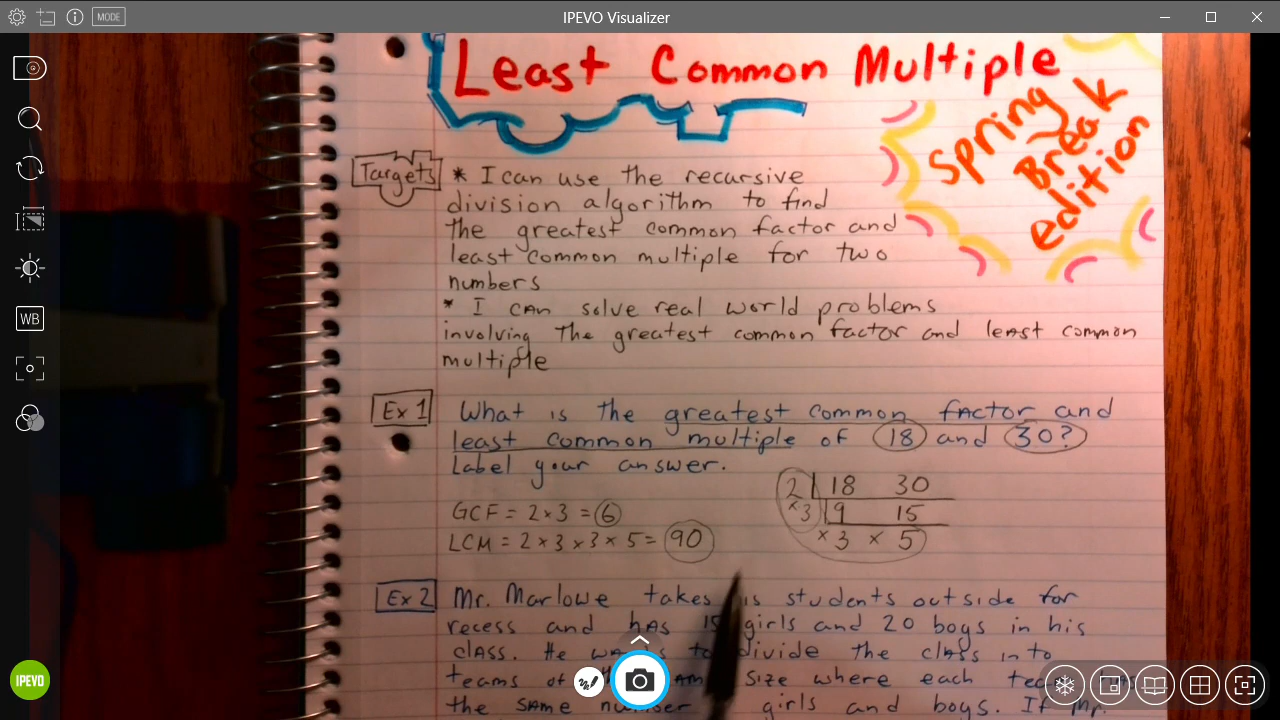 IPEVO Visualizer
MODE
WB
IPEVO
Least Common Multiple
Spring
Break
edition
Targets
* I can use the recursive
division algorithm to find
the greatest common factor and
least common multiple for two
numbers
* I can solve real world problems
involving the greatest common factor and least common
multiple
Ex 1
What is the greatest common factor and
least common multiple of 18 and 30?
Label your answer.
2 18 30
×3 9 15
×3 × 5
GCF = 2×3 = 6
LCM = 2×3×3×5 = 90
Ex 2
Mr. Marlowe takes students outside for
recess and has girls and 20 boys in his
class. He to divide the class into
teams of size where each
the same girls and boys. If Mr.